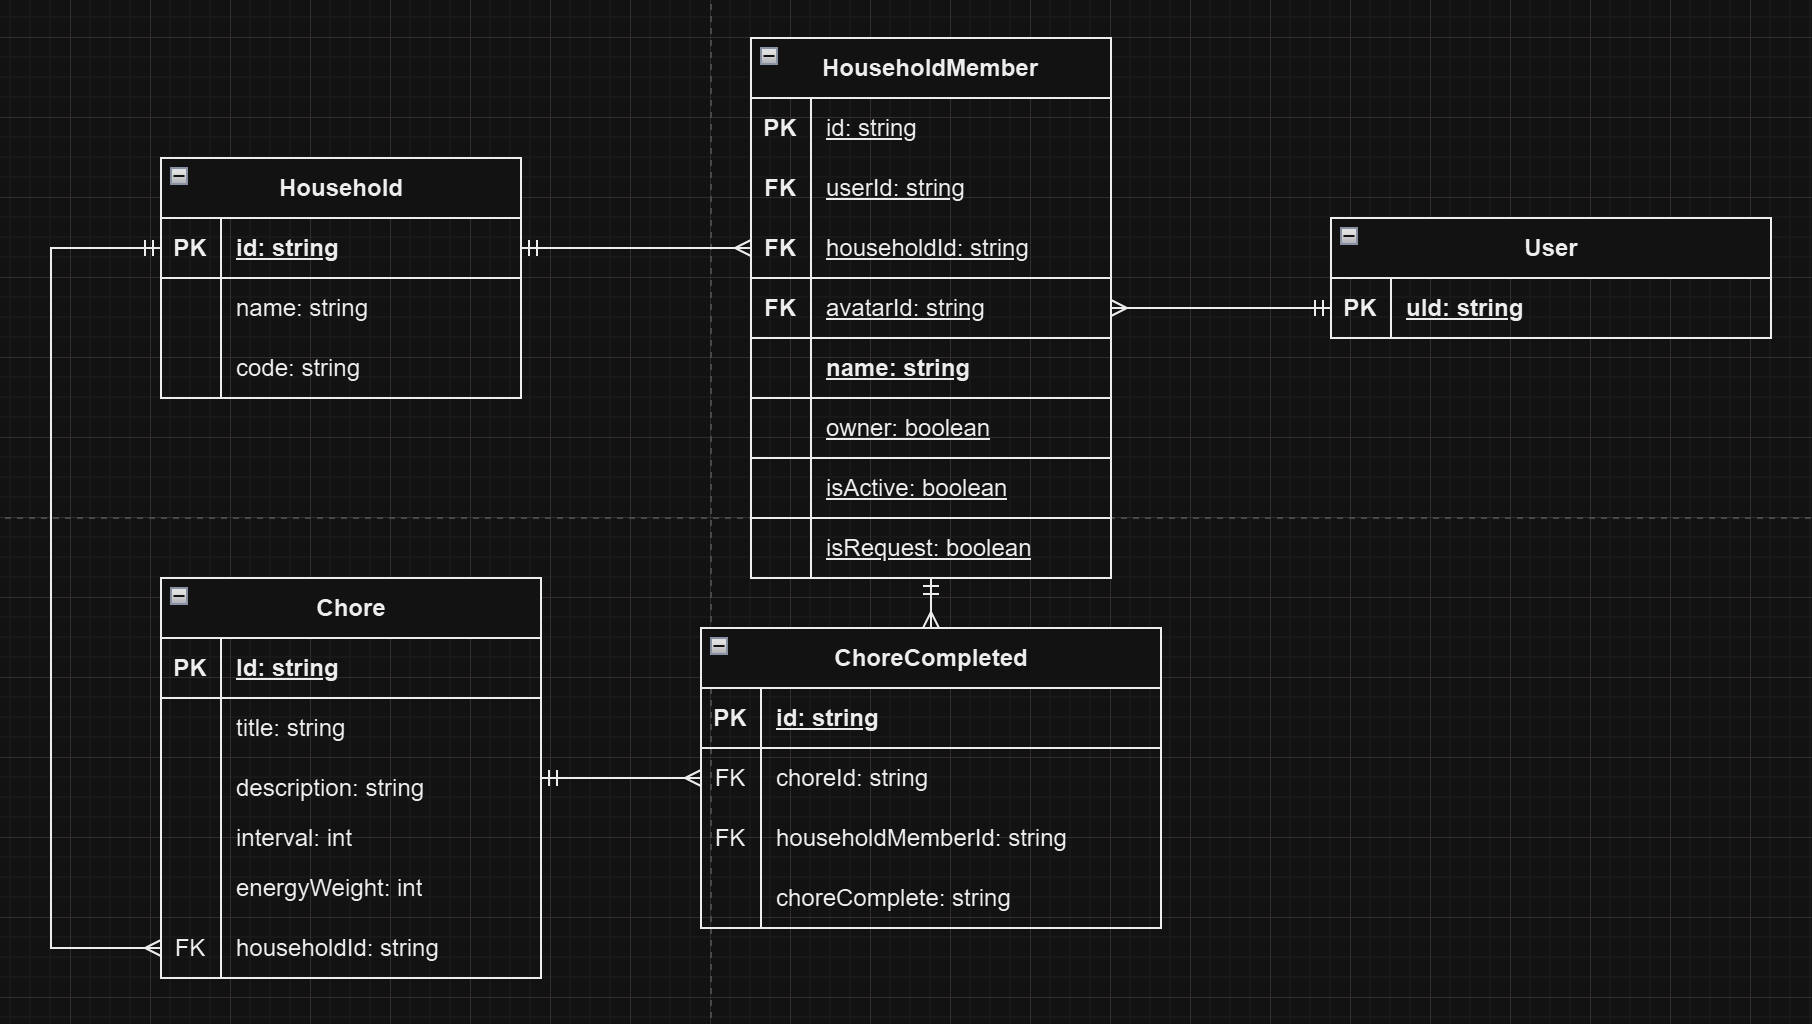 HouseholdMember
PK id: string
FK userId: string
FK householdId: string
FK avatarId: string
name: string
owner: boolean
isActive: boolean
isRequest: boolean
Household
PK id: string
name: string
code: string
User
PK uId: string
Chore
PK Id: string
title: string
description: string
interval: int
energyWeight: int
FK householdId: string
ChoreCompleted
PK id: string
FK choreId: string
FK householdMemberId: string
choreComplete: string